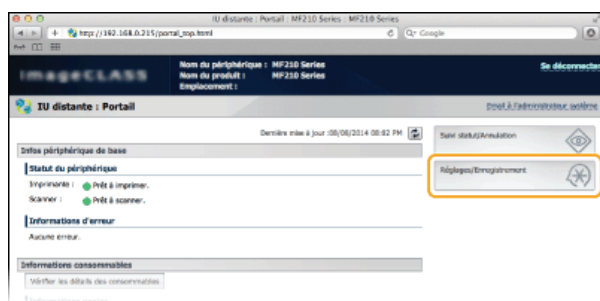 IU distante : Portail : MF210 Series : MF210 Series
http://192.168.0.215/portal_top.html
Google
imageCLASS
Nom du périphérique : MF210 Series
Nom du produit : MF210 Series
Emplacement :
Se déconnecter
IU distante : Portail
Email à l'administrateur système
Dernière mise à jour :08/08/2014 08:02 PM
Infos périphérique de base
Statut du périphérique
Imprimante : Prêt à imprimer.
Scanner : Prêt à scanner.
Informations d'erreur
Aucune erreur.
Informations consommables
Vérifier les détails des consommables
Suivi statut/Annulation
Réglages/Enregistrement